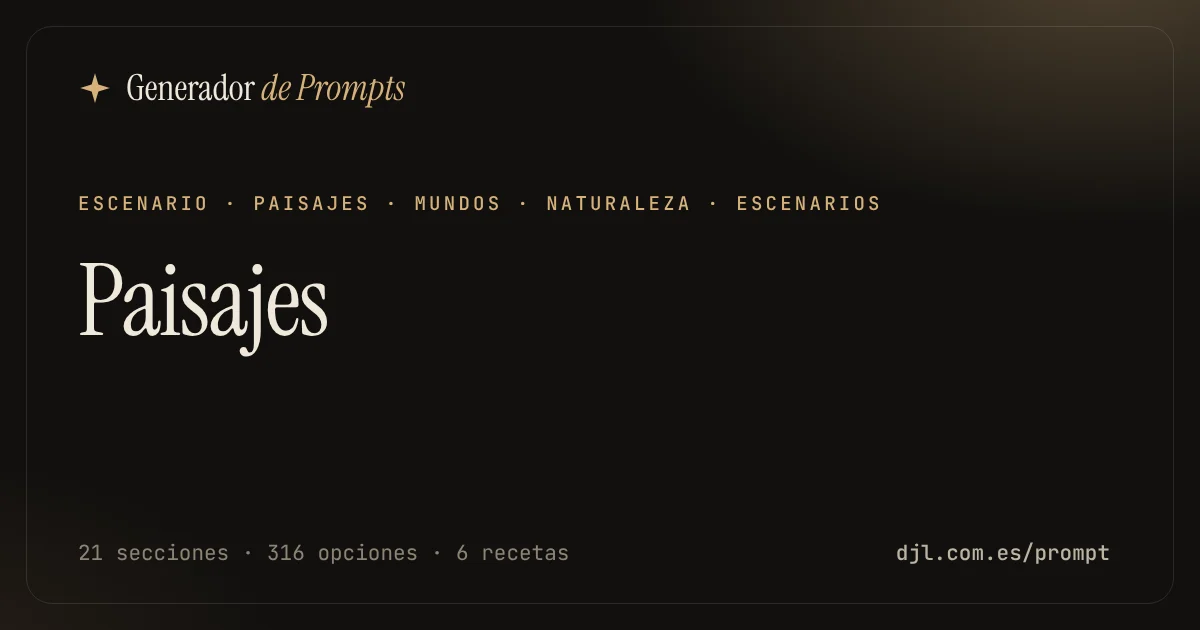 Generador de Prompts
ESCENARIO · PAISAJES · MUNDOS · NATURALEZA · ESCENARIOS
Paisajes
21 secciones · 316 opciones · 6 recetas
djl.com.es/prompt